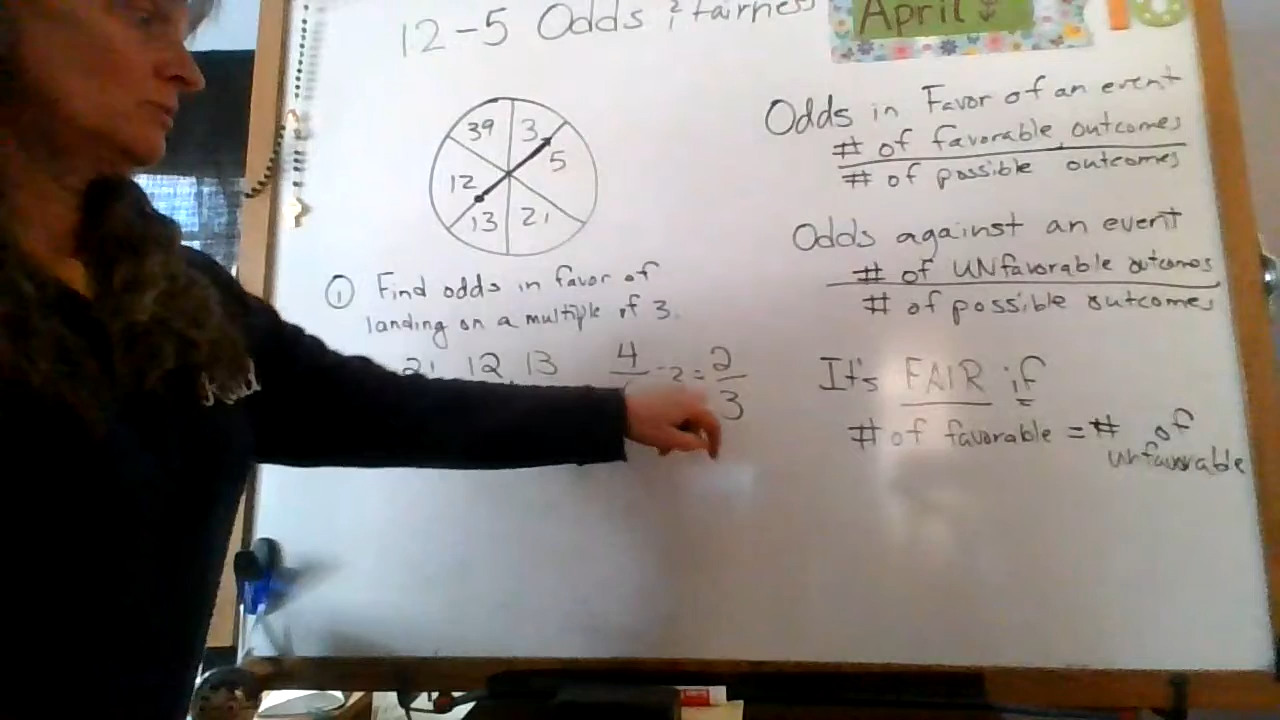 12-5 Odds & fairness
April
39 3
5
12
13 21
① Find odds in favor of
landing on a multiple of 3.
21 12 13
4 2 = 2
3
Odds in Favor of an event
# of favorable outcomes
# of possible outcomes
Odds against an event
# of UNfavorable outcomes
# of possible outcomes
It's FAIR if
# of favorable = # of
unfavorable